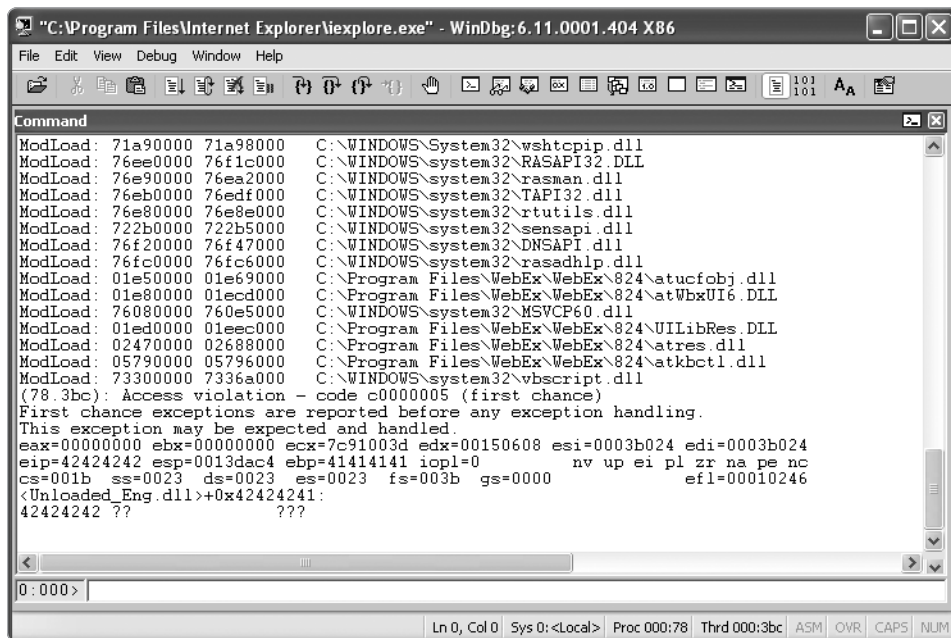 "C:\Program Files\Internet Explorer\iexplore.exe" - WinDbg:6.11.0001.404 X86
File Edit View Debug Window Help
Command
ModLoad: 71a90000 71a98000   C:\WINDOWS\System32\wshtcpip.dll
ModLoad: 76ee0000 76f1c000   C:\WINDOWS\system32\RASAPI32.DLL
ModLoad: 76e90000 76ea2000   C:\WINDOWS\system32\rasman.dll
ModLoad: 76eb0000 76edf000   C:\WINDOWS\system32\TAPI32.dll
ModLoad: 76e80000 76e8e000   C:\WINDOWS\system32\rtutils.dll
ModLoad: 722b0000 722b5000   C:\WINDOWS\system32\sensapi.dll
ModLoad: 76f20000 76f47000   C:\WINDOWS\system32\DNSAPI.dll
ModLoad: 76fc0000 76fc6000   C:\WINDOWS\system32\rasadhlp.dll
ModLoad: 01e50000 01e69000   C:\Program Files\WebEx\WebEx\824\atucfobj.dll
ModLoad: 01e80000 01ecd000   C:\Program Files\WebEx\WebEx\824\atWbxUI6.DLL
ModLoad: 76080000 760e5000   C:\WINDOWS\system32\MSVCP60.dll
ModLoad: 01ed0000 01eec000   C:\Program Files\WebEx\WebEx\824\UILibRes.DLL
ModLoad: 02470000 02688000   C:\Program Files\WebEx\WebEx\824\atres.dll
ModLoad: 05790000 05796000   C:\Program Files\WebEx\WebEx\824\atkbctl.dll
ModLoad: 73300000 7336a000   C:\WINDOWS\system32\vbscript.dll
(78.3bc): Access violation - code c0000005 (first chance)
First chance exceptions are reported before any exception handling.
This exception may be expected and handled.
eax=00000000 ebx=00000000 ecx=7c91003d edx=00150608 esi=0003b024 edi=0003b024
eip=42424242 esp=0013dac4 ebp=41414141 iopl=0         nv up ei pl zr na pe nc
cs=001b  ss=0023  ds=0023  es=0023  fs=003b  gs=0000             efl=00010246
<Unloaded_Eng.dll>+0x42424241:
42424242 ??              ???
0:000>
Ln 0, Col 0 Sys 0:<Local> Proc 000:78 Thrd 000:3bc ASM OVR CAPS NUM